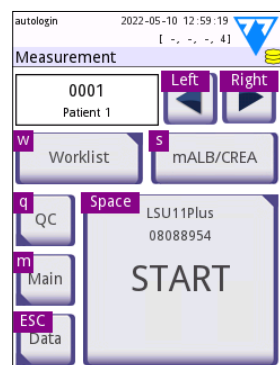 autologin 2022-05-10 12:59:19
[ -, -, -, 4]
Measurement
0001
Patient 1
Left
Right
w
Worklist
s
mALB/CREA
q
QC
m
Main
ESC
Data
Space
LSU11Plus
08088954
START